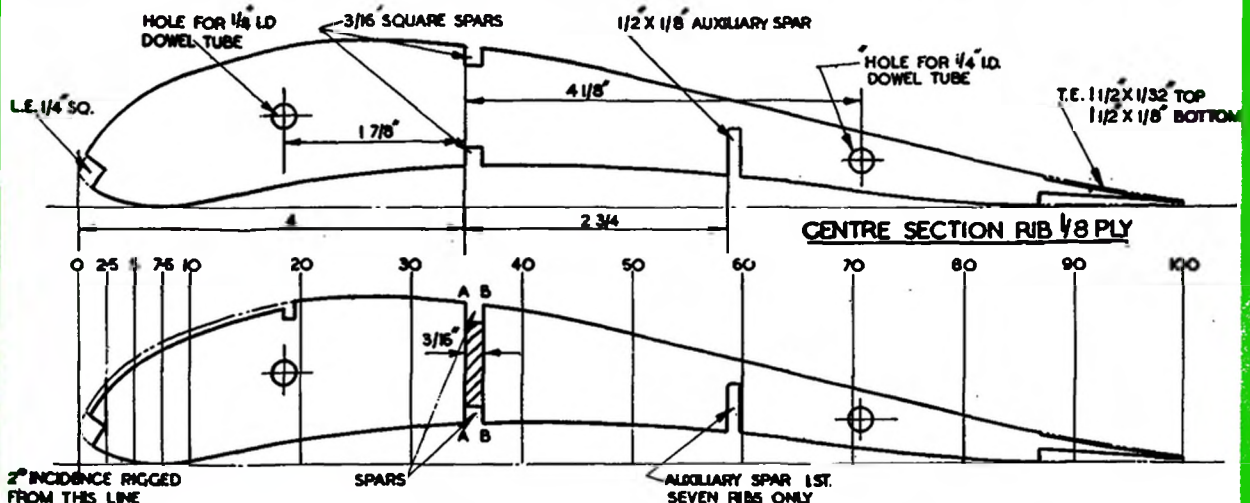 HOLE FOR 1/4" I.D
DOWEL TUBE
3/16" SQUARE SPARS
1/2" X 1/8" AUXILIARY SPAR
" HOLE FOR 1/4" I.D.
DOWEL TUBE
L.E. 1/4" SQ.
T.E. 1 1/2" X 1/32" TOP
1 1/2" X 1/8" BOTTOM
4 1/8"
1 7/8"
4
2 3/4
CENTRE SECTION RIB 1/8 PLY
0 2·5 5 7·6 10 20 30 40 50 60 70 80 90 100
A B
3/16"
A B
2° INCIDENCE RIGGED
FROM THIS LINE
SPARS
AUXILIARY SPAR 1ST.
SEVEN RIBS ONLY